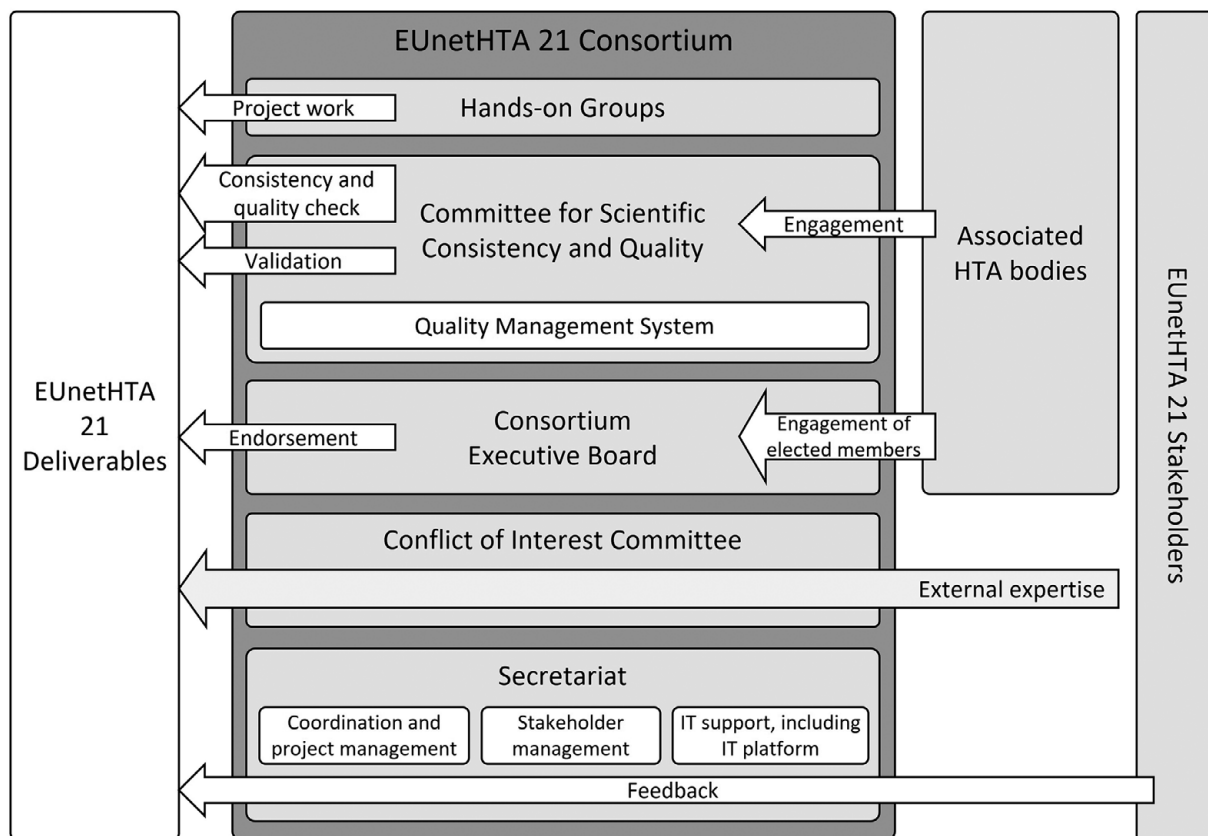 EUnetHTA 21 Consortium
Project work
Hands-on Groups
Consistency and
quality check
Validation
Committee for Scientific
Consistency and Quality
Engagement
Associated
HTA bodies
Quality Management System
EUnetHTA
21
Deliverables
Endorsement
Consortium
Executive Board
Engagement of
elected members
EUnetHTA 21 Stakeholders
Conflict of Interest Committee
External expertise
Secretariat
Coordination and
project management
Stakeholder
management
IT support, including
IT platform
Feedback